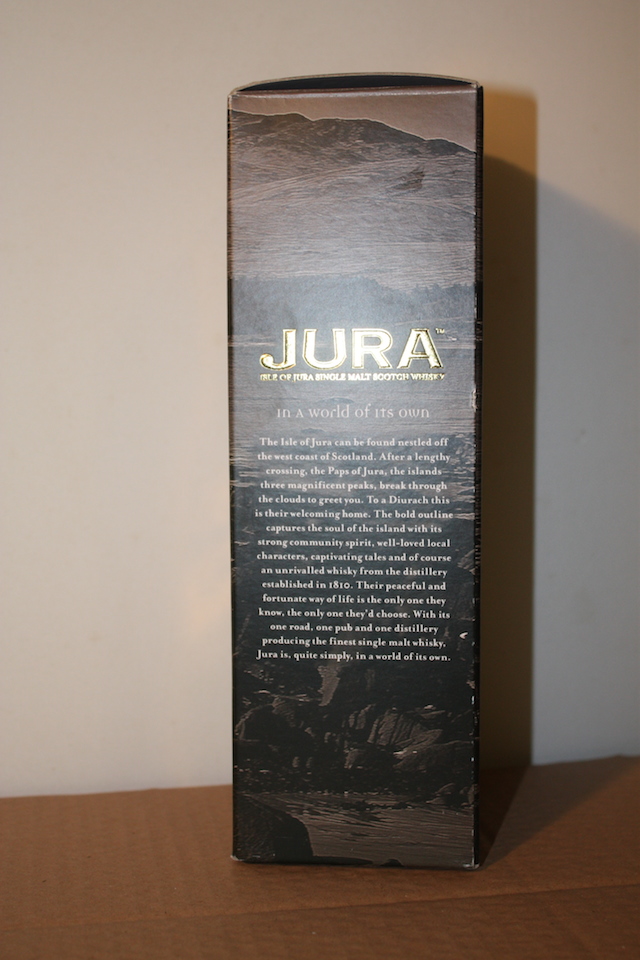 JURA™
ISLE OF JURA SINGLE MALT SCOTCH WHISKY
in a world of its own
The Isle of Jura can be found nestled off
the west coast of Scotland. After a lengthy
crossing, the Paps of Jura, the islands
three magnificent peaks, break through
the clouds to greet you. To a Diurach this
is their welcoming home. The bold outline
captures the soul of the island with its
strong community spirit, well-loved local
characters, captivating tales and of course
an unrivalled whisky from the distillery
established in 1810. Their peaceful and
fortunate way of life is the only one they
know, the only one they'd choose. With its
one road, one pub and one distillery
producing the finest single malt whisky,
Jura is, quite simply, in a world of its own.